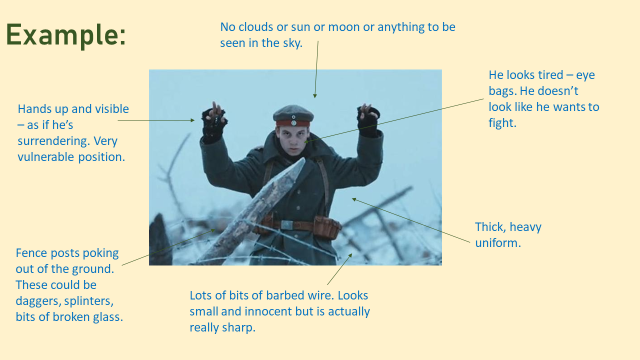 Example:
No clouds or sun or moon or anything to be
seen in the sky.
He looks tired – eye
bags. He doesn't
look like he wants to
fight.
Hands up and visible
– as if he's
surrendering. Very
vulnerable position.
Thick, heavy
uniform.
Fence posts poking
out of the ground.
These could be
daggers, splinters,
bits of broken glass.
Lots of bits of barbed wire. Looks
small and innocent but is actually
really sharp.